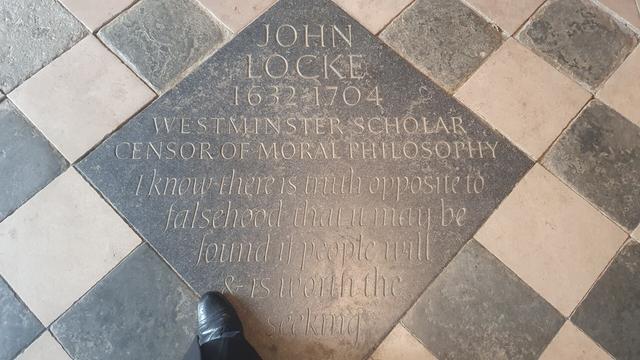 JOHN
LOCKE
1632·1704
WESTMINSTER SCHOLAR
CENSOR OF MORAL PHILOSOPHY
I know there is truth opposite to
falsehood that it may be
found if people will
& is worth the
seeking